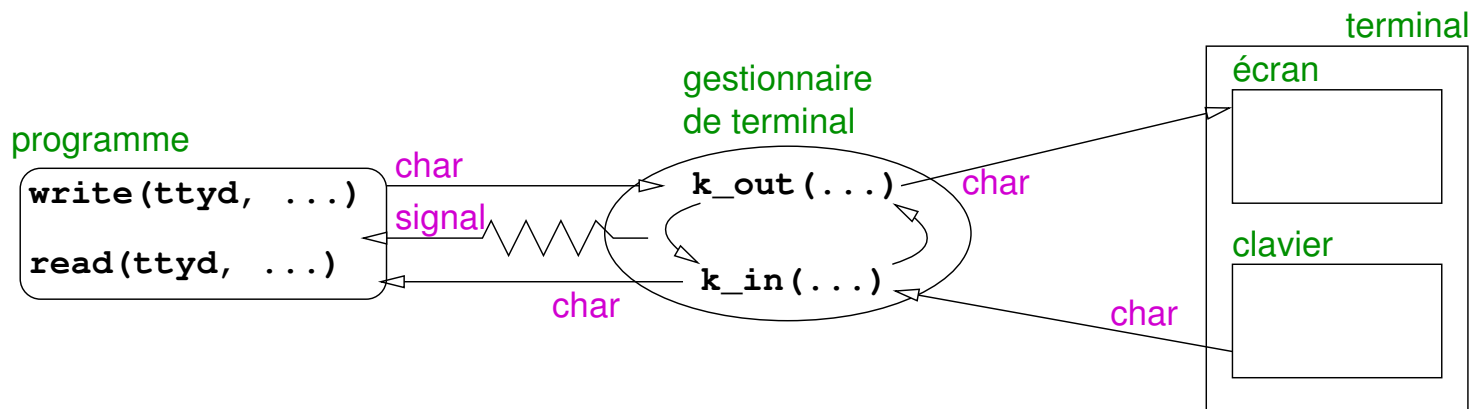 terminal
écran
gestionnaire
de terminal
programme
char
write(ttyd, ...)
k_out(...)
char
signal
read(ttyd, ...)
clavier
k_in(...)
char
char